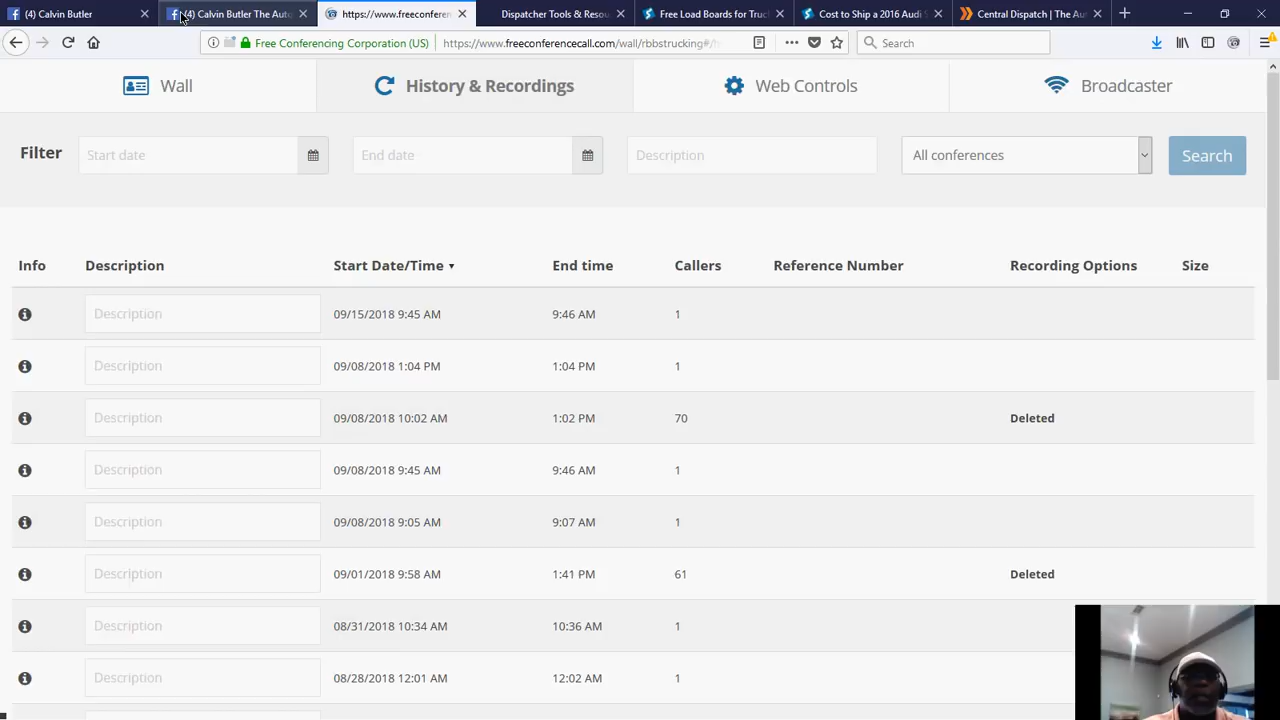 (4) Calvin Butler
(4) Calvin Butler The Auto
https://www.freeconferen
Dispatcher Tools & Resou
Free Load Boards for Truck
Cost to Ship a 2016 Audi S
Central Dispatch | The Au
Free Conferencing Corporation (US)
https://www.freeconferencecall.com/wall/rbbstrucking#/
Search
Wall
History & Recordings
Web Controls
Broadcaster
Filter
Start date
End date
Description
All conferences
Search
Info Description Start Date/Time End time Callers Reference Number Recording Options Size
Description 09/15/2018 9:45 AM 9:46 AM 1
Description 09/08/2018 1:04 PM 1:04 PM 1
Description 09/08/2018 10:02 AM 1:02 PM 70 Deleted
Description 09/08/2018 9:45 AM 9:46 AM 1
Description 09/08/2018 9:05 AM 9:07 AM 1
Description 09/01/2018 9:58 AM 1:41 PM 61 Deleted
Description 08/31/2018 10:34 AM 10:36 AM 1
Description 08/28/2018 12:01 AM 12:02 AM 1